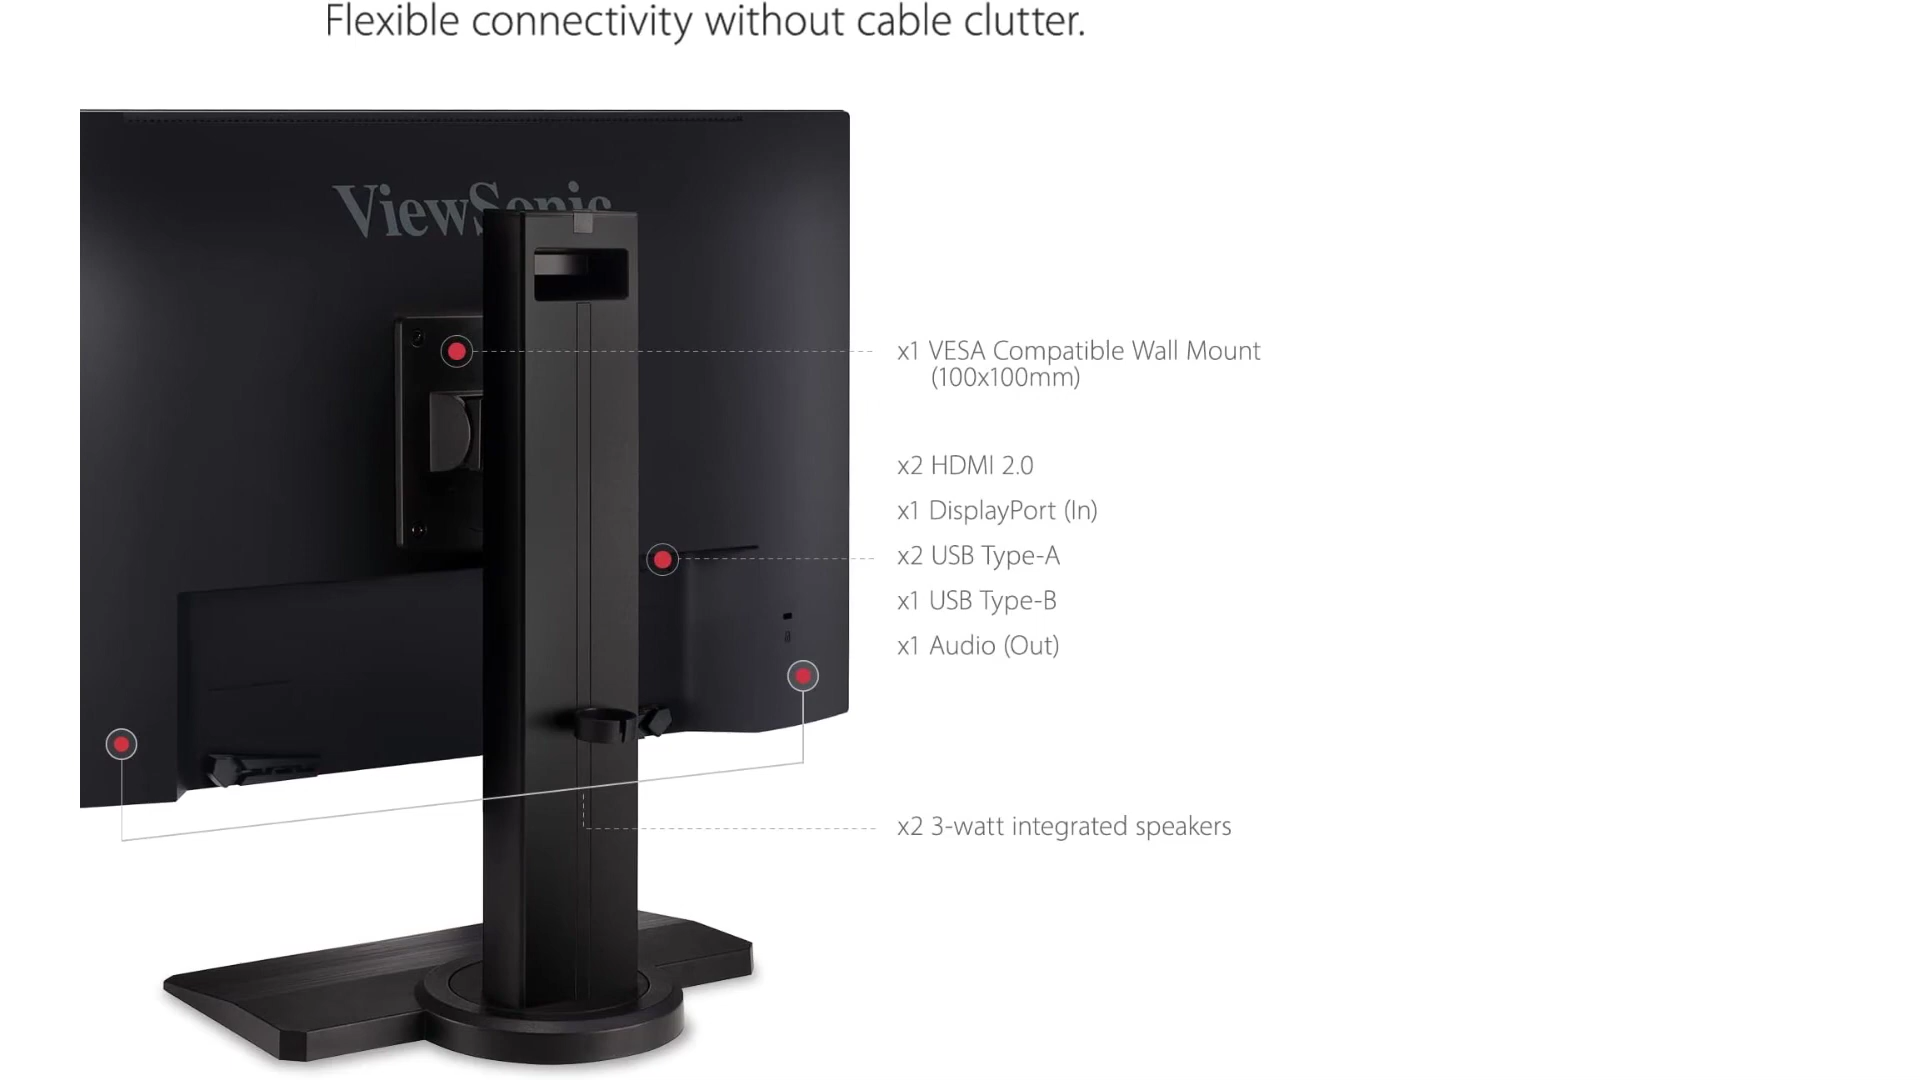 Flexible connectivity without cable clutter.
ViewSonic
x1 VESA Compatible Wall Mount
(100x100mm)
x2 HDMI 2.0
x1 DisplayPort (In)
x2 USB Type-A
x1 USB Type-B
x1 Audio (Out)
x2 3-watt integrated speakers